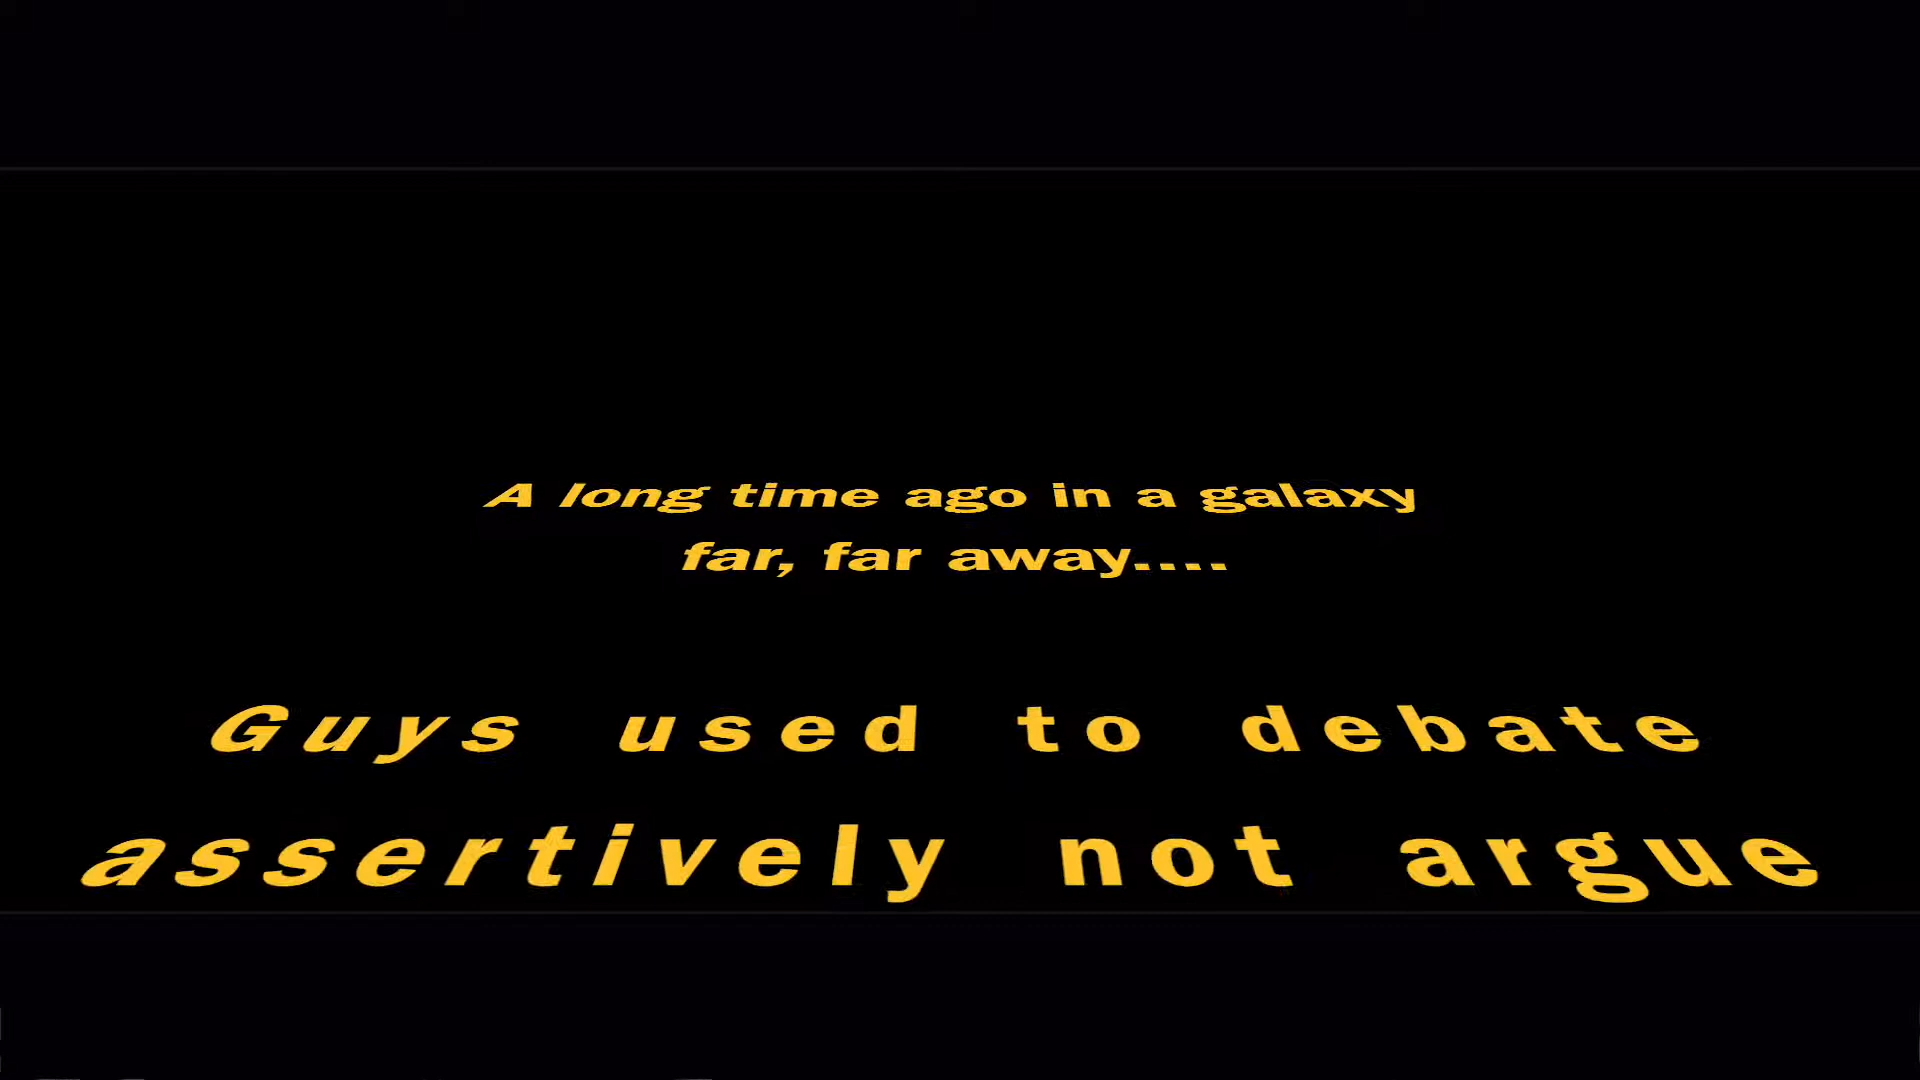 A long time ago in a galaxy
far, far away....
Guys used to debate
assertively not argue